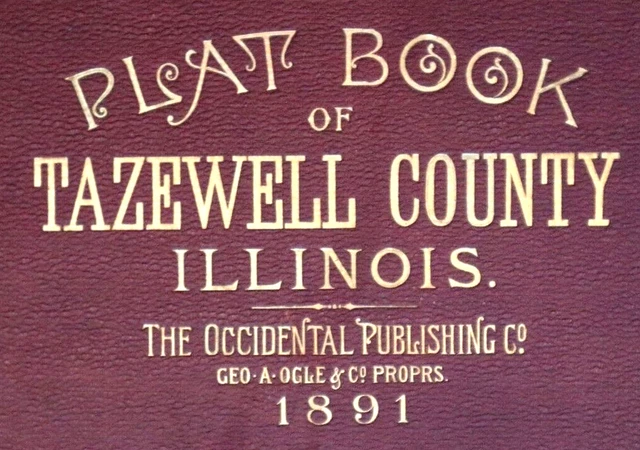 PLAT BOOK
OF
TAZEWELL COUNTY
ILLINOIS.
THE OCCIDENTAL PUBLISHING Co
GEO·A·OGLE & Co PROPRS.
1891